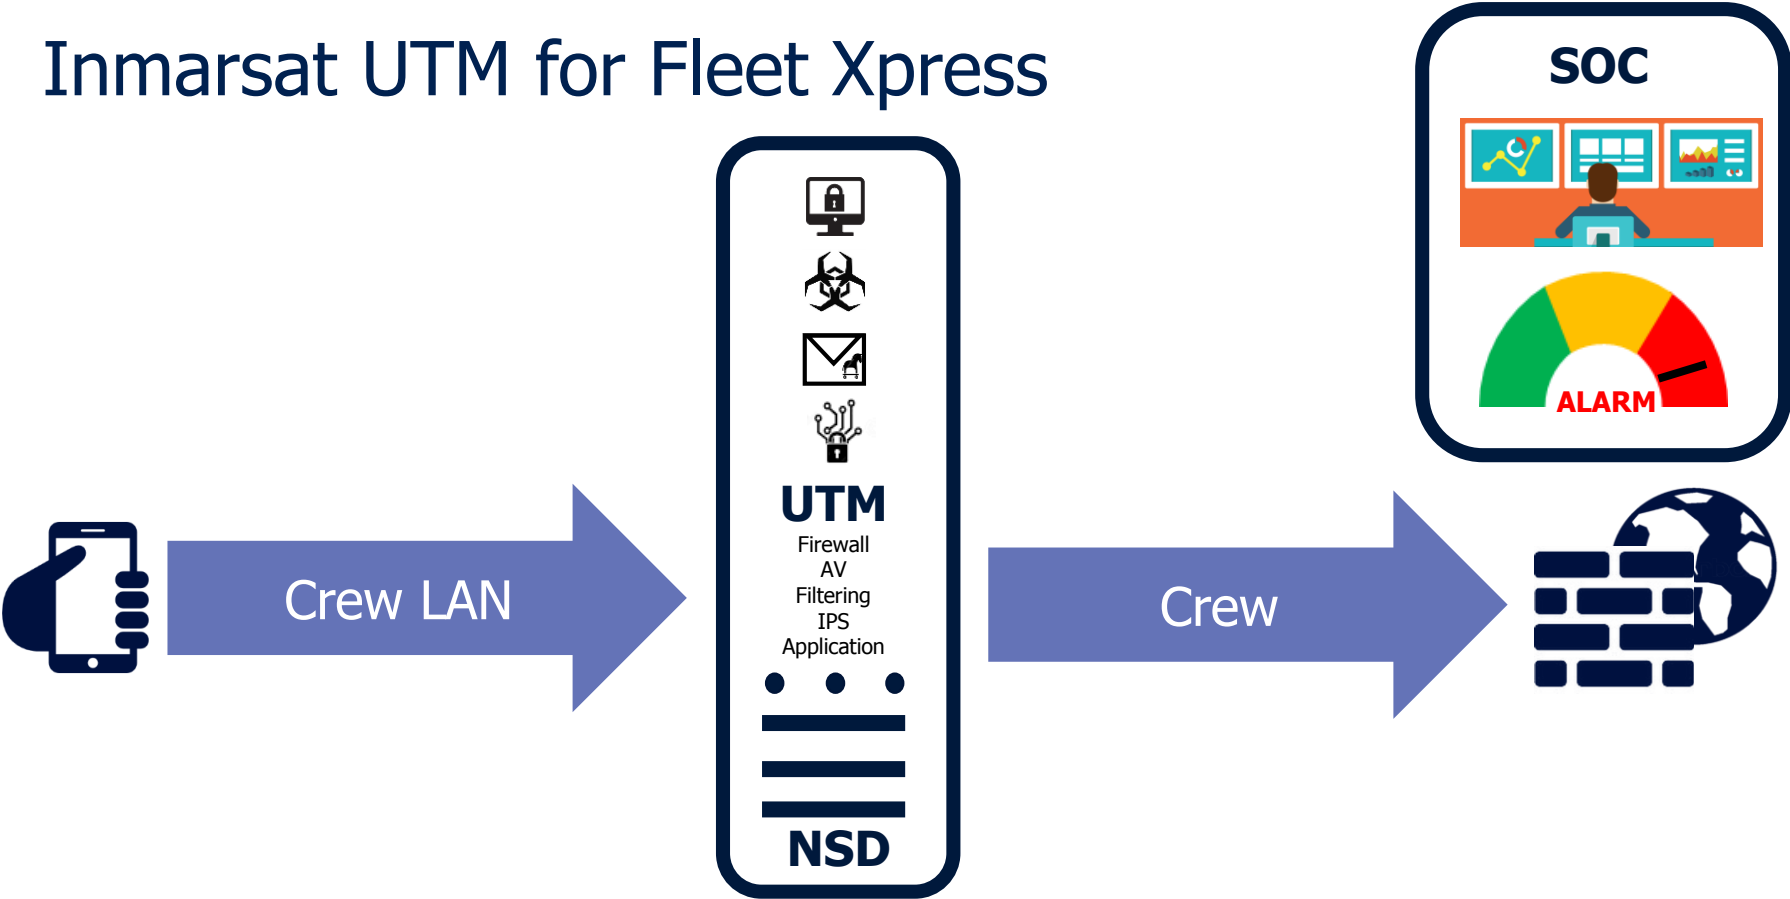 Inmarsat UTM for Fleet Xpress
SOC
ALARM
UTM
Firewall
AV
Filtering
IPS
Application
Crew LAN
Crew
NSD